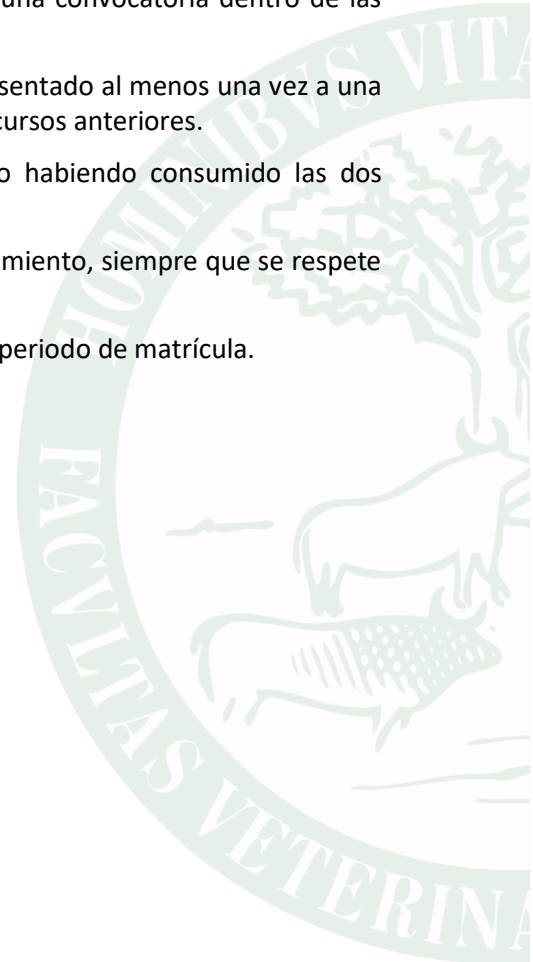 una convocatoria dentro de las
sentado al menos una vez a una
cursos anteriores.
o habiendo consumido las dos
miento, siempre que se respete
periodo de matrícula.
HOMINIBVS VITA
FACVLTAS VETERINA